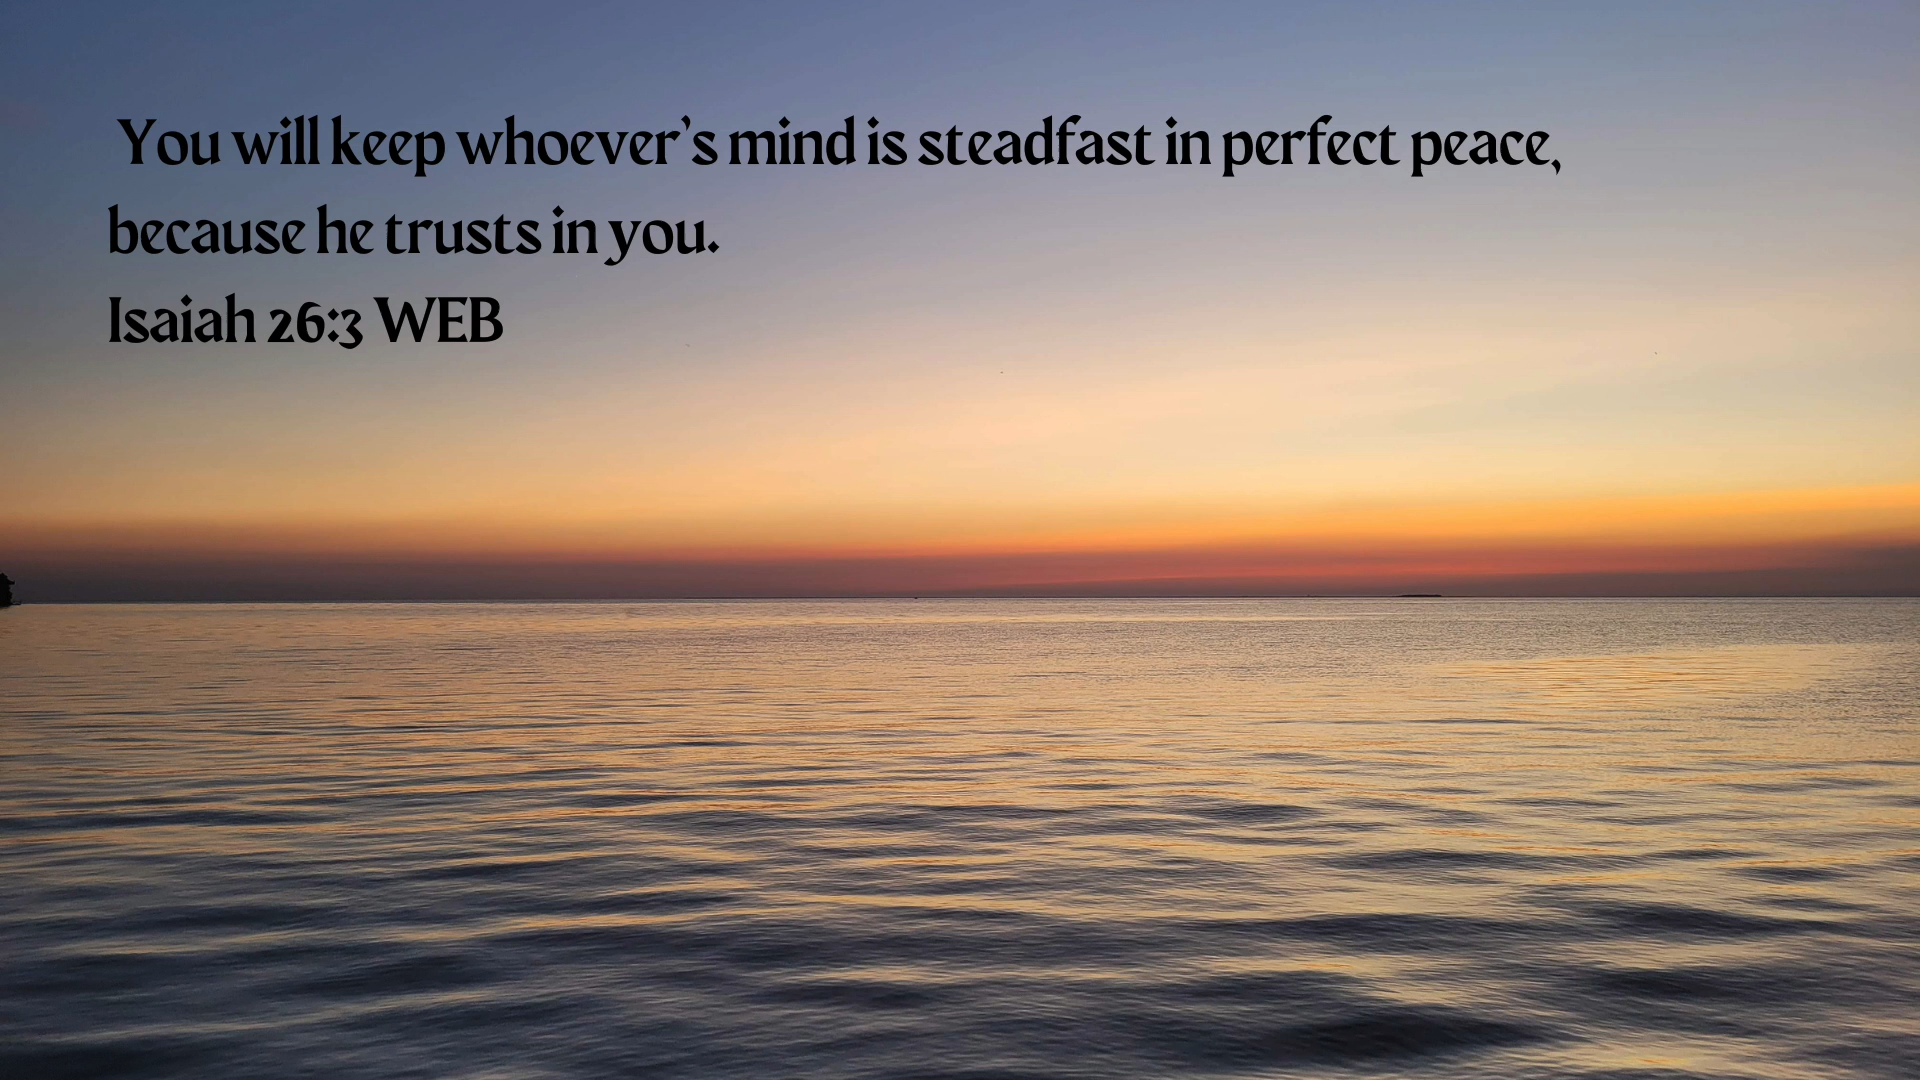 You will keep whoever's mind is steadfast in perfect peace,
because he trusts in you.
Isaiah 26:3 WEB